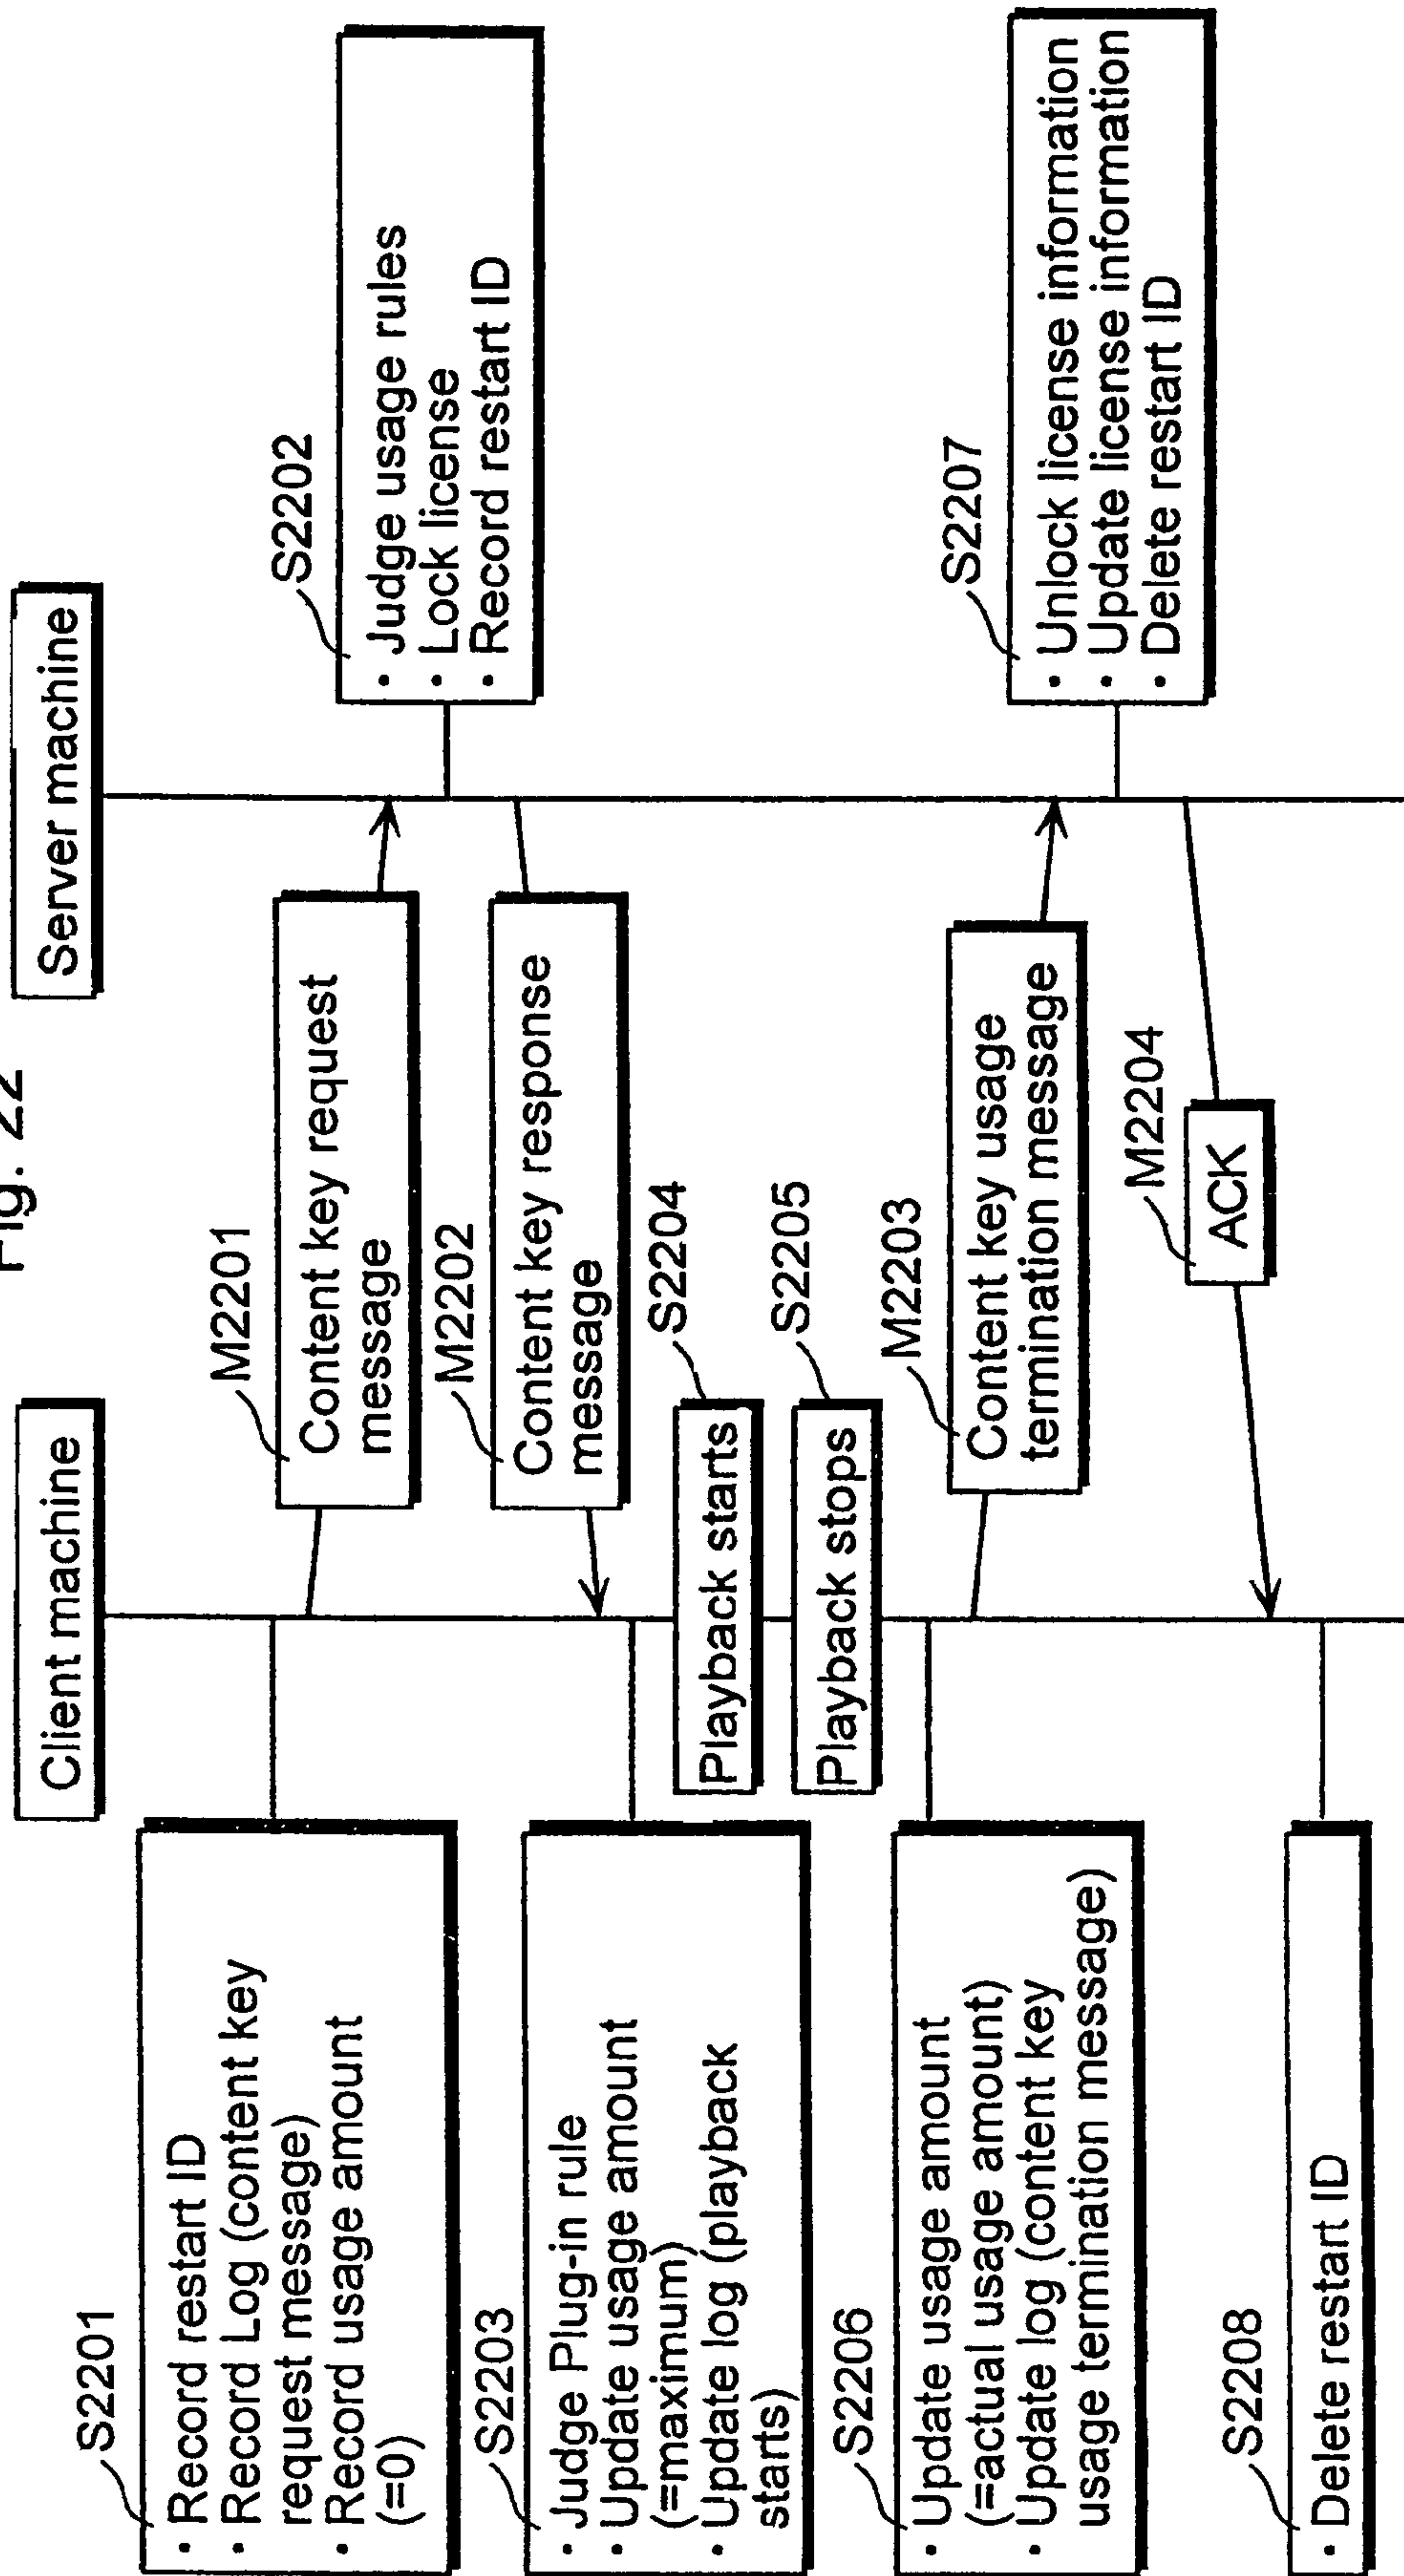 Fig. 22
Client machine
Server machine
S2201
• Record restart ID
• Record Log (content key
request message)
• Record usage amount
(=0)
M2201
Content key request
message
S2202
• Judge usage rules
• Lock license
• Record restart ID
M2202
Content key response
message
S2203
• Judge Plug-in rule
• Update usage amount
(=maximum)
• Update log (playback
starts)
S2204
Playback starts
S2205
Playback stops
S2206
• Update usage amount
(=actual usage amount)
• Update log (content key
usage termination message)
M2203
Content key usage
termination message
S2207
• Unlock license information
• Update license information
• Delete restart ID
M2204
ACK
S2208
• Delete restart ID